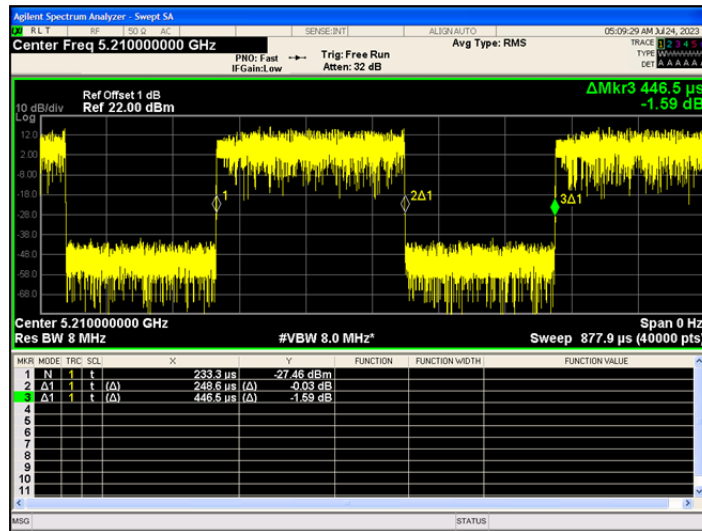 Agilent Spectrum Analyzer - Swept SA
RLT RF 50 Ω AC SENSE:INT ALIGN AUTO 05:09:29 AM Jul 24, 2023
Center Freq 5.210000000 GHz
Avg Type: RMS
TRACE 1 2 3 4 5
PNO: Fast Trig: Free Run
TYPE
IFGain:Low Atten: 32 dB
DET A A A A A
ΔMkr3 446.5 µs
-1.59 dB
Ref Offset 1 dB
10 dB/div Ref 22.00 dBm
Log
12.0
2.00
-8.00
-18.0
1 2Δ1 3Δ1
-28.0
-38.0
-48.0
-58.0
-68.0
Center 5.210000000 GHz Span 0 Hz
Res BW 8 MHz #VBW 8.0 MHz* Sweep 877.9 µs (40000 pts)
MKR MODE TRC SCL X Y FUNCTION FUNCTION WIDTH FUNCTION VALUE
1 N 1 t 233.3 µs -27.46 dBm
2 Δ1 1 t (Δ) 248.6 µs (Δ) -0.03 dB
3 Δ1 1 t (Δ) 446.5 µs (Δ) -1.59 dB
4
5
6
7
8
9
10
11
MSG STATUS